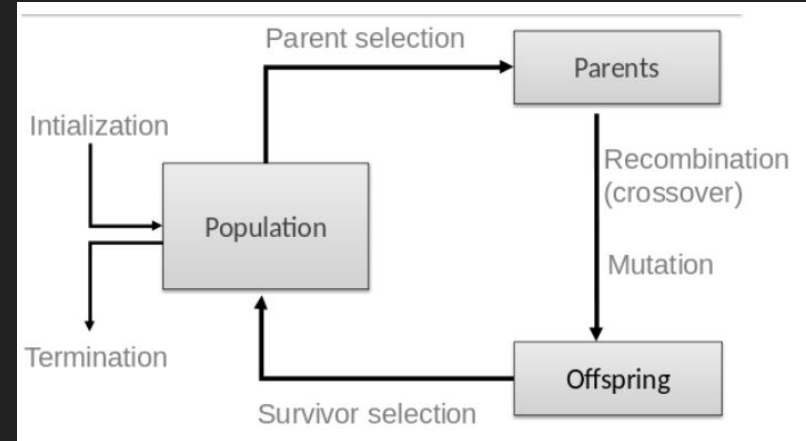 Parent selection
Parents
Intialization
Recombination
(crossover)
Population
Mutation
Termination
Offspring
Survivor selection